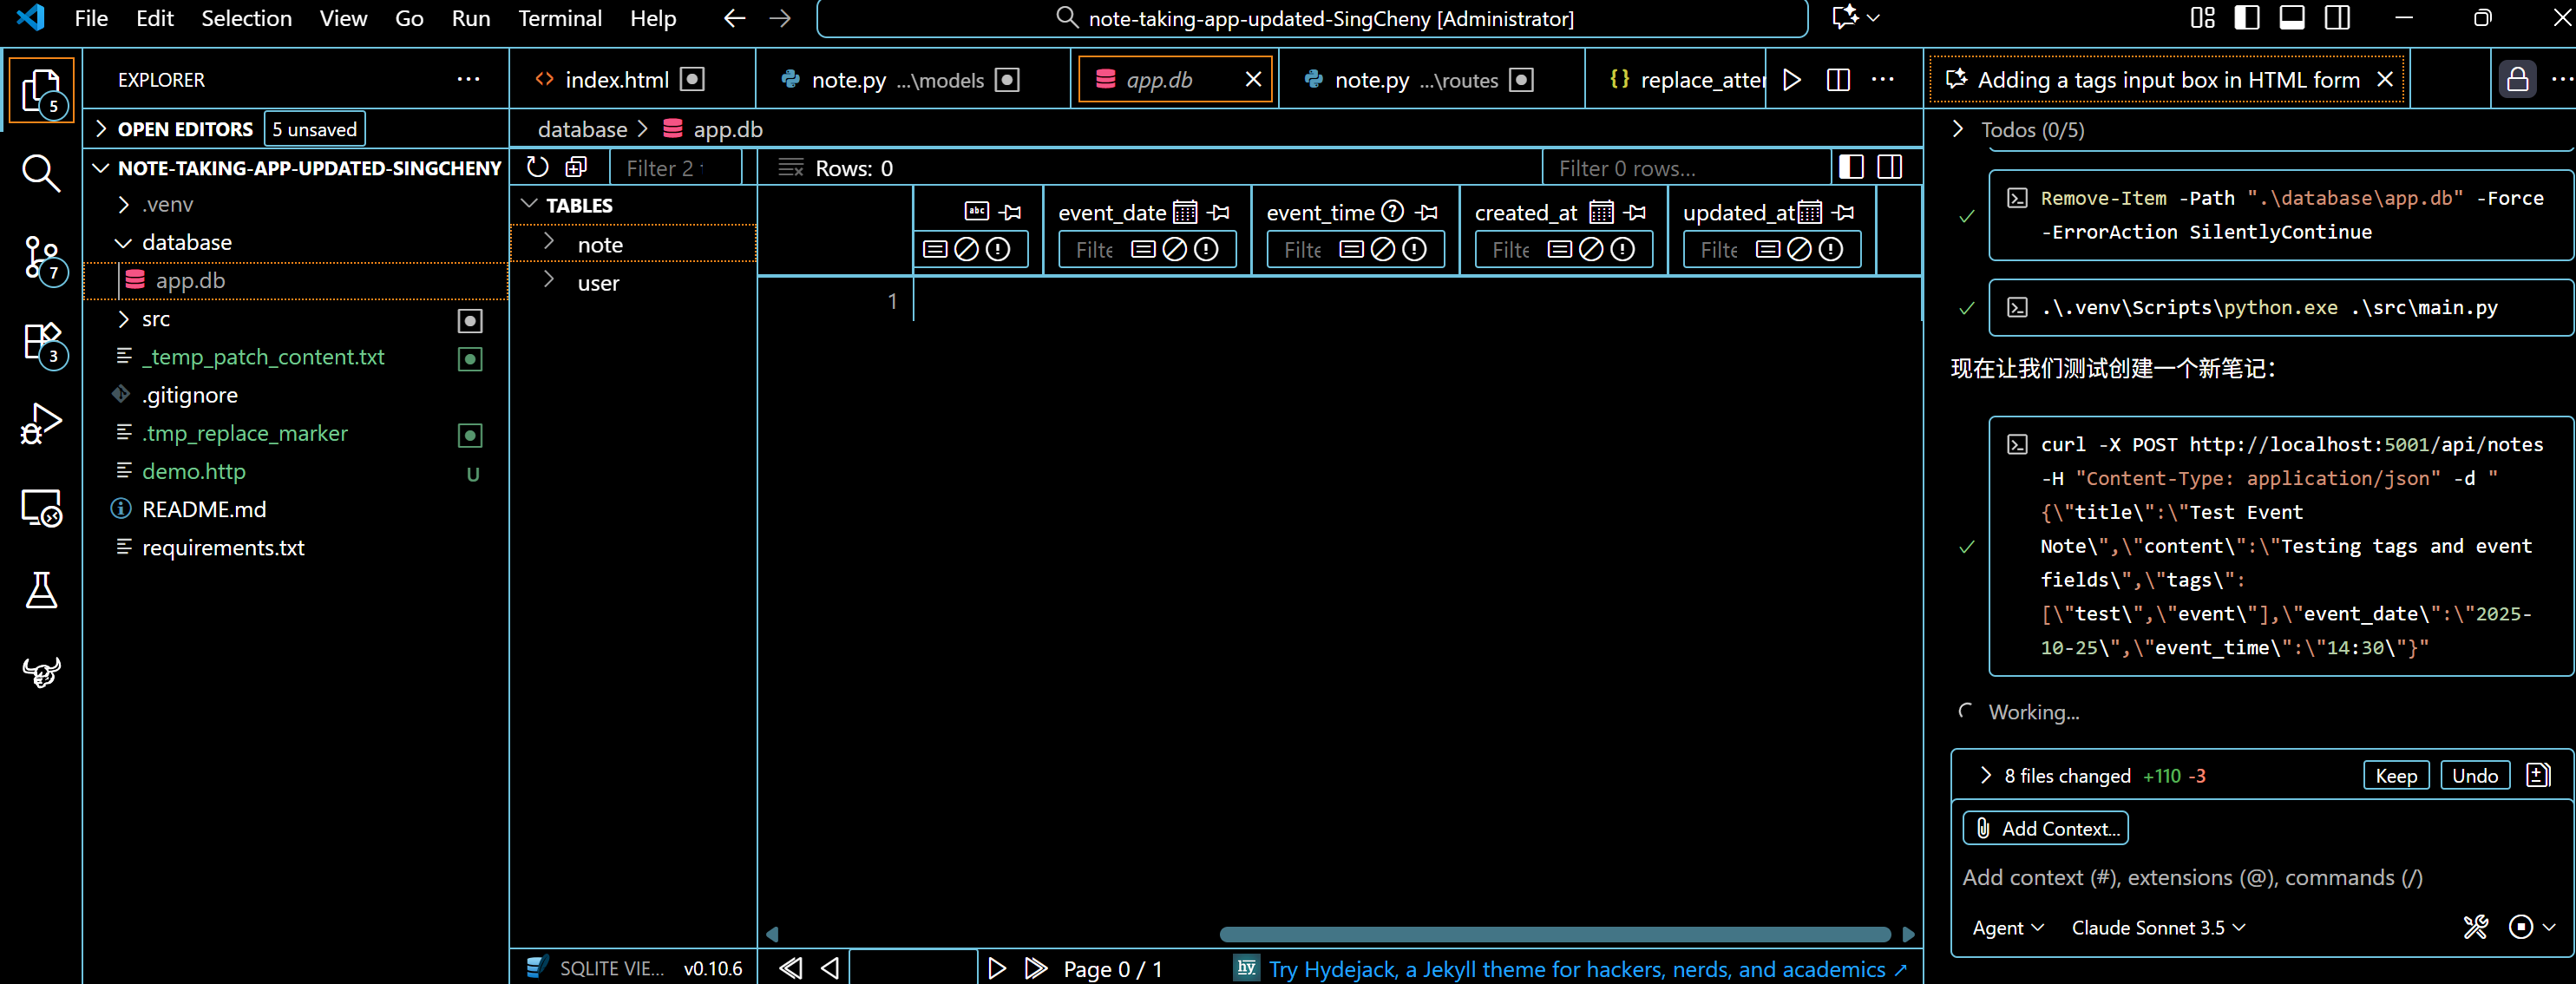 File Edit Selection View Go Run Terminal Help
note-taking-app-updated-SingCheny [Administrator]
EXPLORER
OPEN EDITORS 5 unsaved
NOTE-TAKING-APP-UPDATED-SINGCHENY
.venv
database
app.db
src
_temp_patch_content.txt
.gitignore
.tmp_replace_marker
demo.http U
README.md
requirements.txt
5
7
3
index.html
note.py ...\models
app.db
note.py ...\routes
replace_atter
database > app.db
Filter 2
Rows: 0
Filter 0 rows...
TABLES
note
user
event_date
event_time
created_at
updated_at
Filte
Filte
Filte
Filte
1
SQLITE VIE... v0.10.6
Page 0 / 1
hy Try Hydejack, a Jekyll theme for hackers, nerds, and academics ↗
Adding a tags input box in HTML form
Todos (0/5)
Remove-Item -Path ".\database\app.db" -Force
-ErrorAction SilentlyContinue
.\.venv\Scripts\python.exe .\src\main.py
现在让我们测试创建一个新笔记：
curl -X POST http://localhost:5001/api/notes
-H "Content-Type: application/json" -d "
{\"title\":\"Test Event
Note\",\"content\":\"Testing tags and event
fields\",\"tags\":
[\"test\",\"event\"],\"event_date\":\"2025-
10-25\",\"event_time\":\"14:30\"}"
Working...
8 files changed +110 -3
Keep Undo
Add Context...
Add context (#), extensions (@), commands (/)
Agent Claude Sonnet 3.5